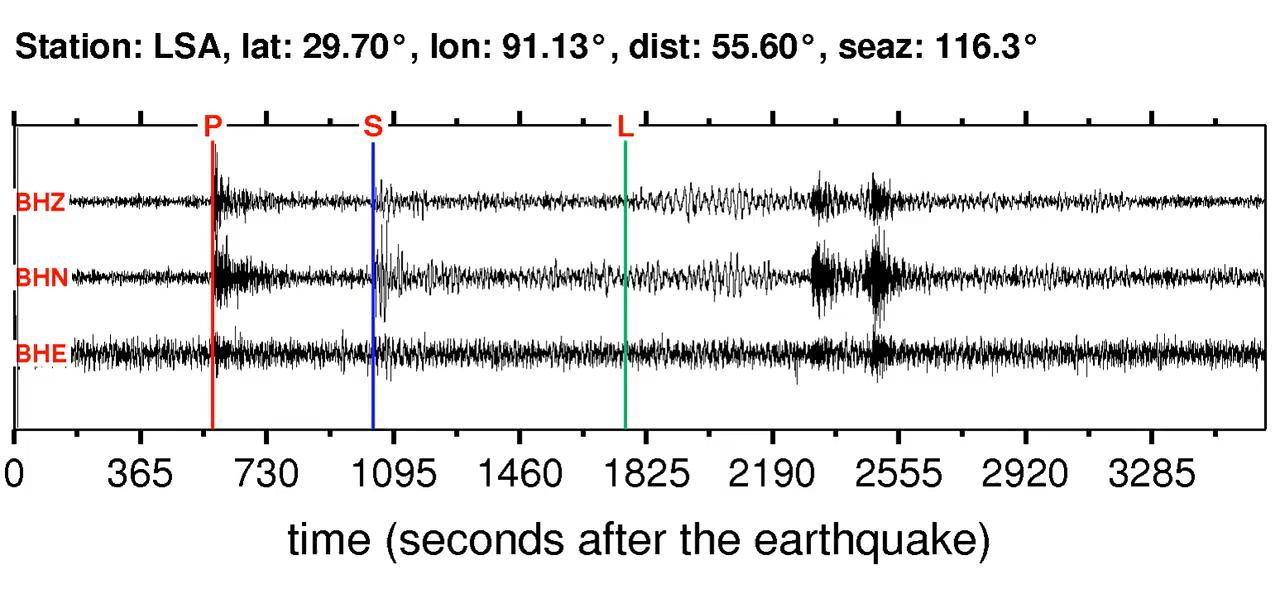 Station: LSA, lat: 29.70°, lon: 91.13°, dist: 55.60°, seaz: 116.3°
P S L
BHZ
BHN
BHE
0 365 730 1095 1460 1825 2190 2555 2920 3285
time (seconds after the earthquake)